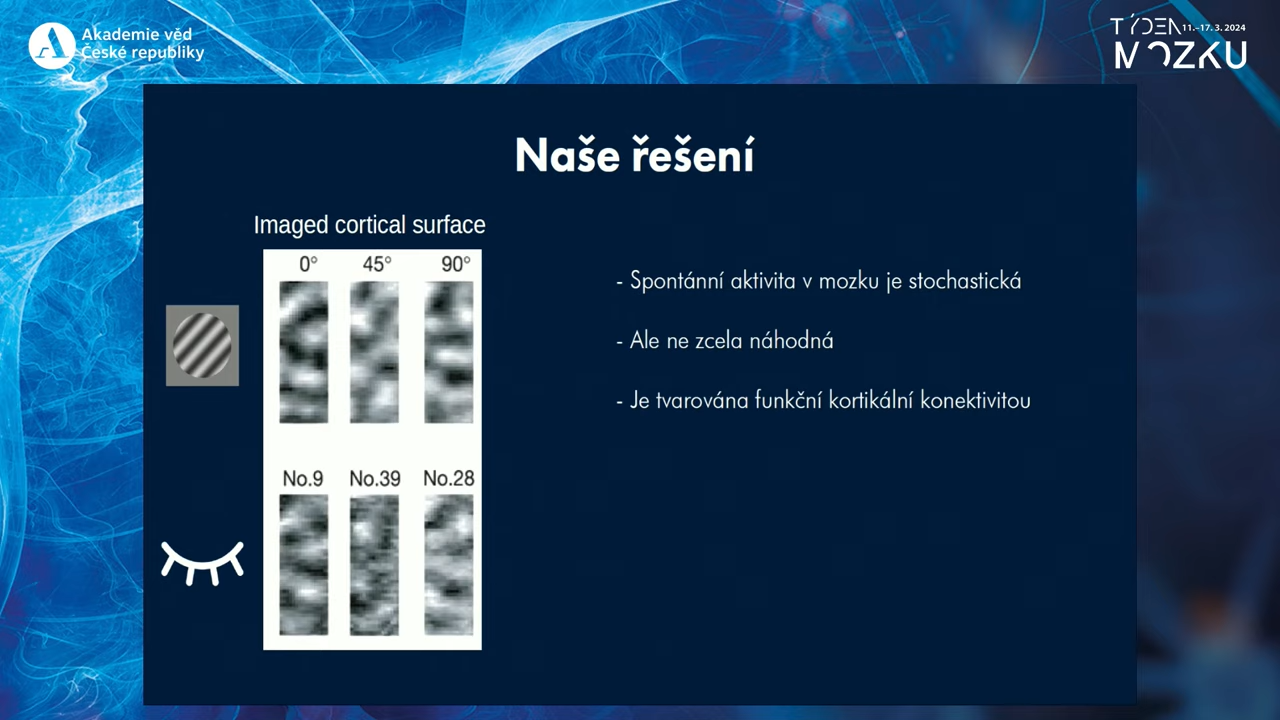 Akademie věd
České republiky
TÝDEN 11.–17. 3. 2024
MOZKU
Naše řešení
Imaged cortical surface
0° 45° 90°
- Spontánní aktivita v mozku je stochastická
- Ale ne zcela náhodná
- Je tvarována funkční kortikální konektivitou
No.9 No.39 No.28